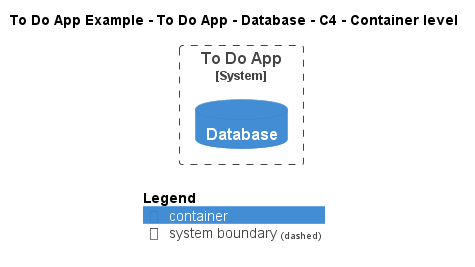 To Do App Example - To Do App - Database - C4 - Container level
To Do App
[System]
Database
Legend
container
system boundary (dashed)